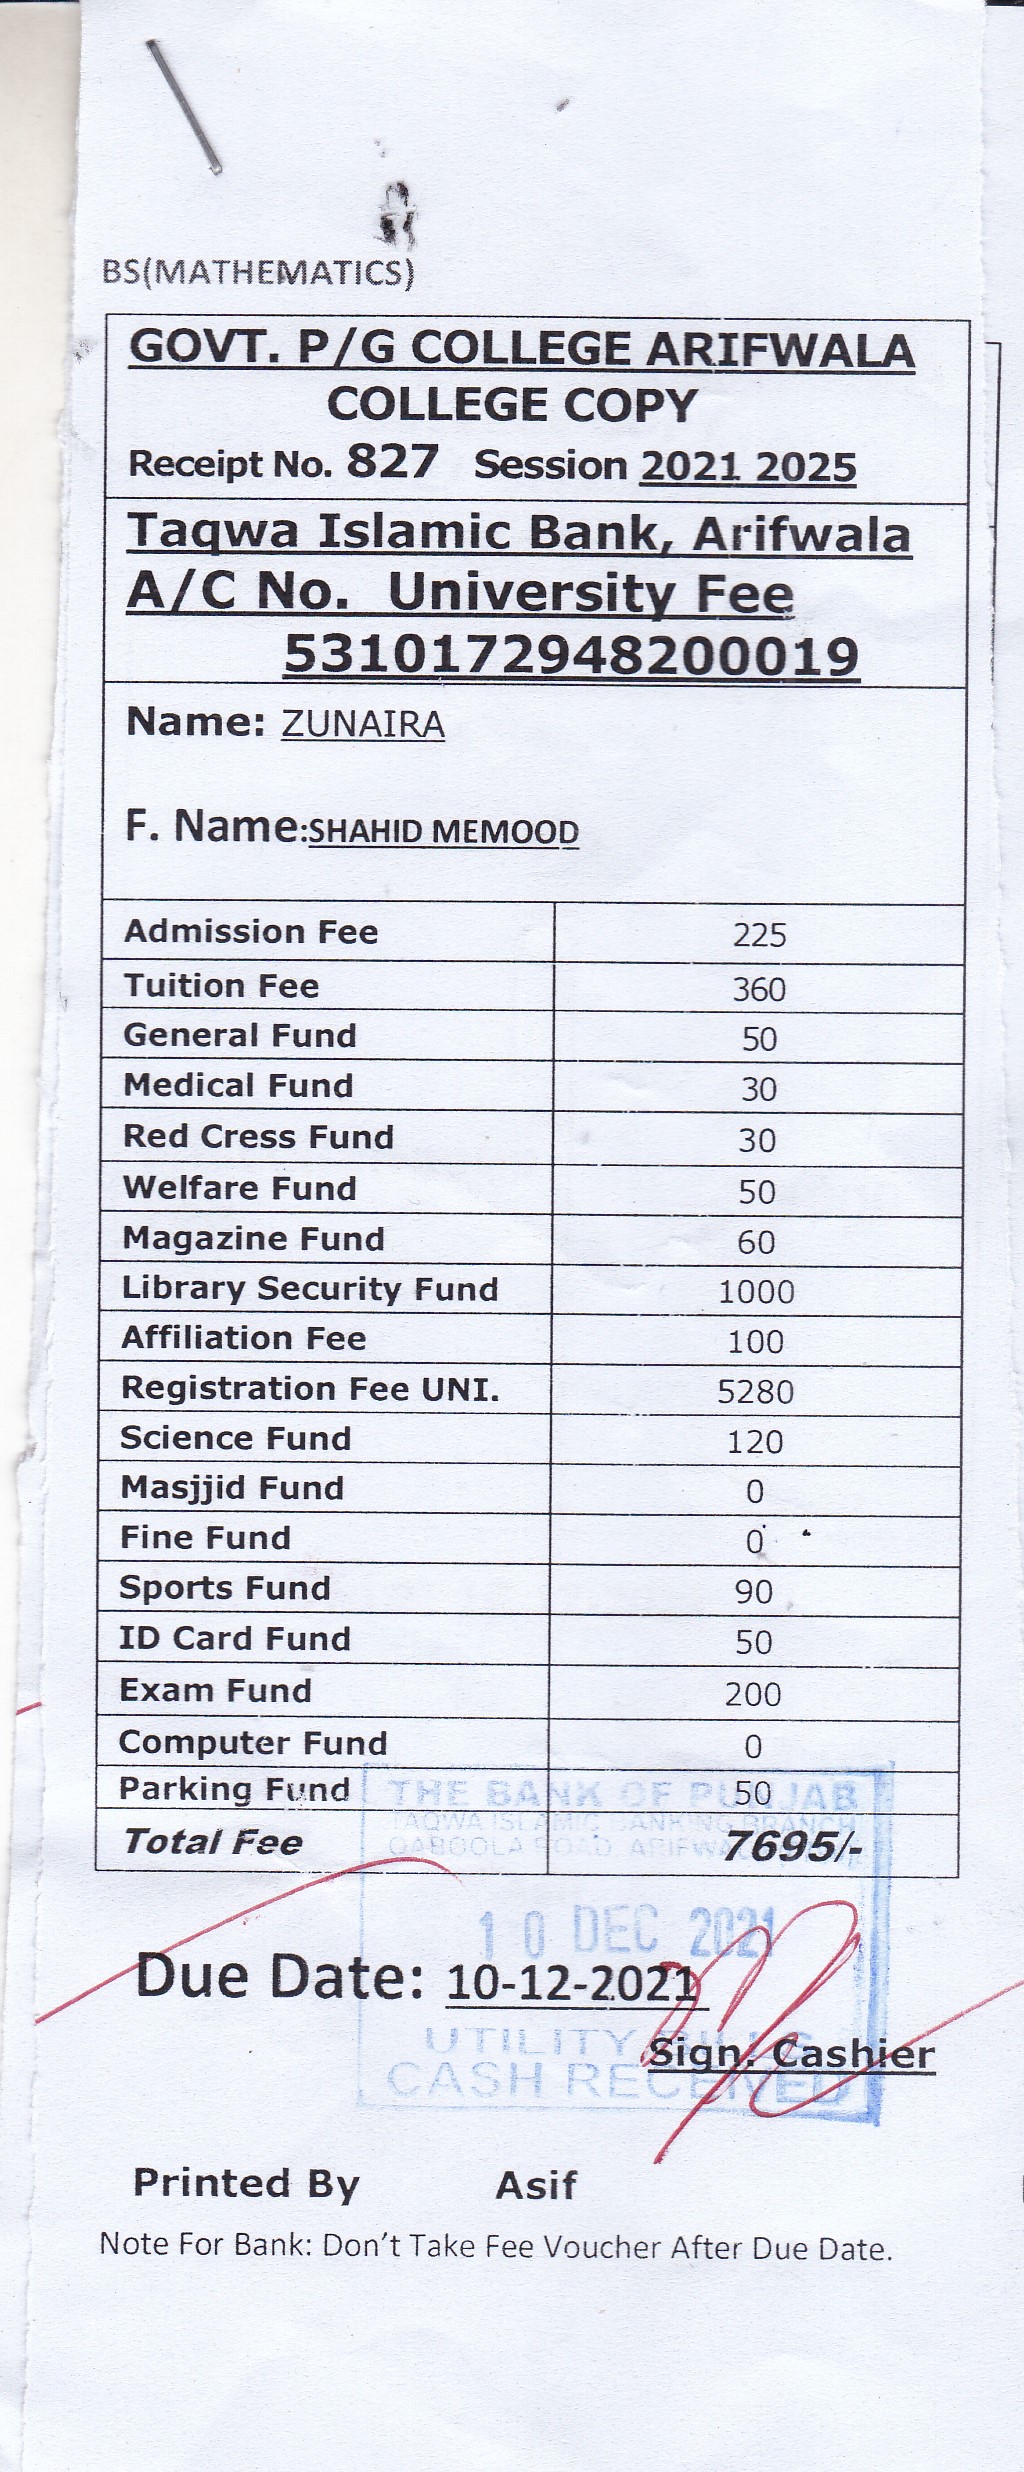 BS(MATHEMATICS)
GOVT. P/G COLLEGE ARIFWALA
COLLEGE COPY
Receipt No. 827 Session 2021 2025
Taqwa Islamic Bank, Arifwala
A/C No. University Fee
5310172948200019
Name: ZUNAIRA
F. Name:SHAHID MEMOOD
Admission Fee 225
Tuition Fee 360
General Fund 50
Medical Fund 30
Red Cress Fund 30
Welfare Fund 50
Magazine Fund 60
Library Security Fund 1000
Affiliation Fee 100
Registration Fee UNI. 5280
Science Fund 120
Masjjid Fund 0
Fine Fund 0
Sports Fund 90
ID Card Fund 50
Exam Fund 200
Computer Fund 0
Parking Fund 50
THE BANK OF PUNJAB
TAQWA ISLAMIC BANKING BRANCH
QABOOLA ROAD ARIFWALA
Total Fee 7695/-
10 DEC 2021
Due Date: 10-12-2021
UTILITY BILLS
Sign. Cashier
CASH RECEIVED
Printed By Asif
Note For Bank: Don't Take Fee Voucher After Due Date.